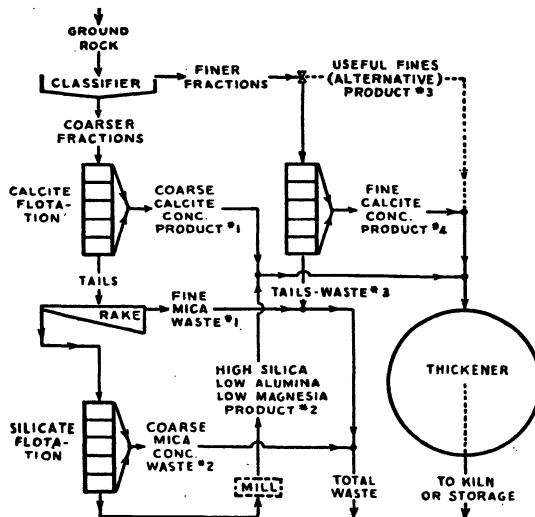 GROUND
ROCK
CLASSIFIER
FINER
FRACTIONS
USEFUL FINES
(ALTERNATIVE)
PRODUCT #3
COARSER
FRACTIONS
CALCITE
FLOTA-
TION
COARSE
CALCITE
CONC.
PRODUCT #1
FINE
CALCITE
CONC.
PRODUCT #4
TAILS
TAILS-WASTE #3
RAKE
FINE
MICA
WASTE #1
HIGH SILICA
LOW ALUMINA
LOW MAGNESIA
PRODUCT #2
THICKENER
SILICATE
FLOTA-
TION
COARSE
MICA
CONC.
WASTE #2
MILL
TOTAL
WASTE
TO KILN
OR STORAGE